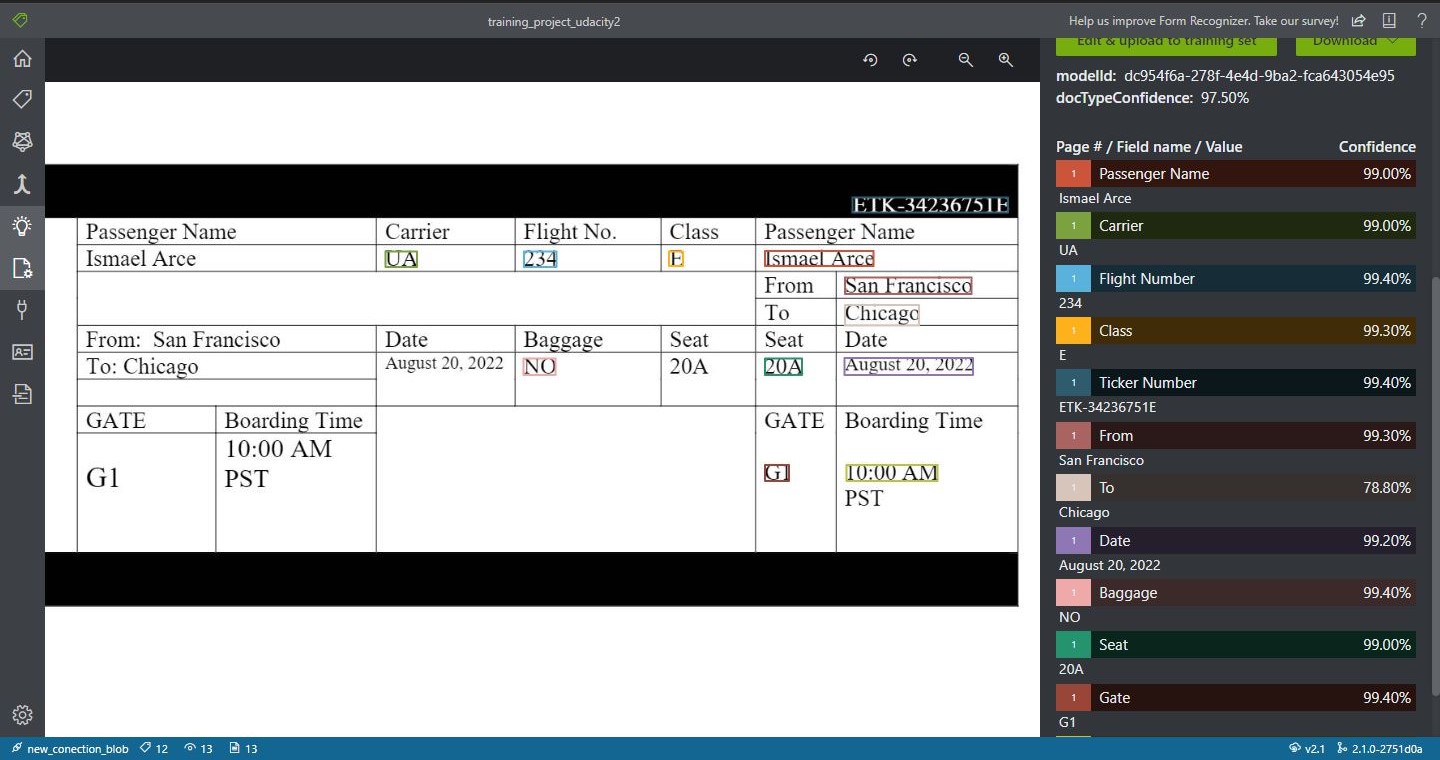 training_project_udacity2
Help us improve Form Recognizer. Take our survey!
?
Edit & upload to training set
Download
modelId: dc954f6a-278f-4e4d-9ba2-fca643054e95
docTypeConfidence: 97.50%
ETK-34236751E
Passenger Name Carrier Flight No. Class Passenger Name
Ismael Arce UA 234 E Ismael Arce
From San Francisco
To Chicago
From: San Francisco Date Baggage Seat Seat Date
To: Chicago August 20, 2022 NO 20A 20A August 20, 2022
GATE Boarding Time GATE Boarding Time
G1 10:00 AM G1 10:00 AM
PST PST
Page # / Field name / Value Confidence
1 Passenger Name 99.00%
Ismael Arce
1 Carrier 99.00%
UA
1 Flight Number 99.40%
234
1 Class 99.30%
E
1 Ticker Number 99.40%
ETK-34236751E
1 From 99.30%
San Francisco
1 To 78.80%
Chicago
1 Date 99.20%
August 20, 2022
1 Baggage 99.40%
NO
1 Seat 99.00%
20A
1 Gate 99.40%
G1
new_conection_blob 12 13 13
v2.1 2.1.0-2751d0a